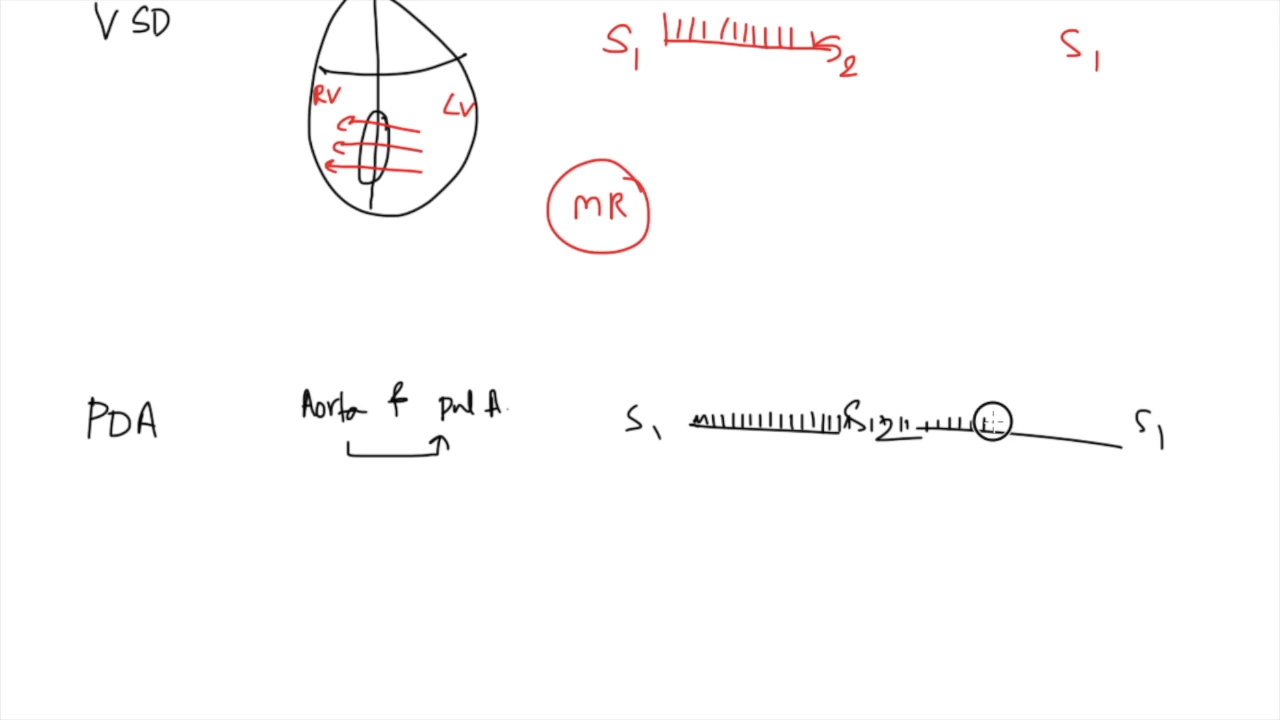 VSD
S1 S2 S1
RV LV
MR
PDA Aorta & pul A. S1 S2 S1